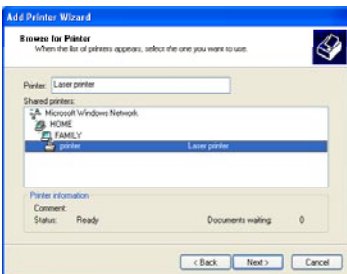 Add Printer Wizard
Browse for Printer
When the list of printers appears, select the one you want to use.
Printer: Laser printer
Shared printers:
Microsoft Windows Network
HOME
FAMILY
printer Laser printer
Printer information
Comment:
Status: Ready Documents waiting: 0
< Back Next > Cancel